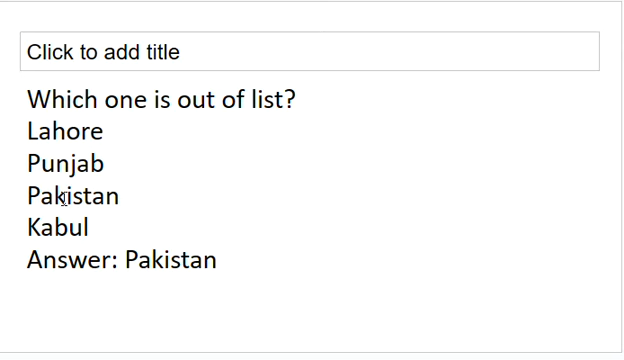 Click to add title
Which one is out of list?
Lahore
Punjab
Pakistan
Kabul
Answer: Pakistan